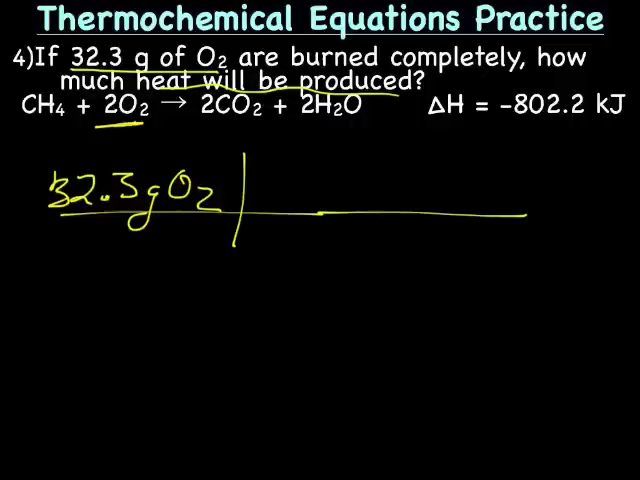 Thermochemical Equations Practice
4)If 32.3 g of O₂ are burned completely, how
much heat will be produced?
CH₄ + 2O₂ → 2CO₂ + 2H₂O ΔH = -802.2 kJ
32.3 g O₂